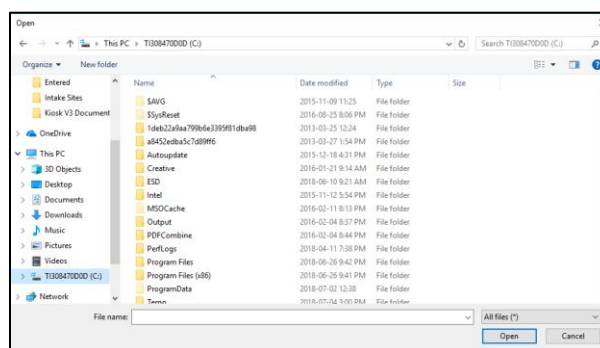 Open
This PC > TI308470D0D (C:)
Search TI308470D0D (C:)
Organize
New folder
Entered
Intake Sites
Kiosk V3 Document
OneDrive
This PC
3D Objects
Desktop
Documents
Downloads
Music
Pictures
Videos
TI308470D0D (C:)
Network
Name Date modified Type Size
$AVG 2015-11-09 11:25 File folder
$SysReset 2016-08-25 8:06 PM File folder
1deb22a9aa799b6e3395f81dba98 2013-03-25 12:24 File folder
a8452edba5c7d89ff6 2013-03-27 1:54 PM File folder
Autoupdate 2015-12-18 4:31 PM File folder
Creative 2016-01-21 9:14 AM File folder
ESD 2018-06-10 9:21 AM File folder
Intel 2015-11-12 5:54 PM File folder
MSOCache 2016-02-11 8:13 PM File folder
Output 2016-02-04 8:37 PM File folder
PDFCombine 2016-02-04 8:44 PM File folder
PerfLogs 2018-04-11 7:38 PM File folder
Program Files 2018-06-26 9:42 PM File folder
Program Files (x86) 2018-06-26 9:41 PM File folder
ProgramData 2018-07-02 12:38 File folder
Temp 2018-07-04 3:00 PM File folder
File name:
All files (*)
Open
Cancel